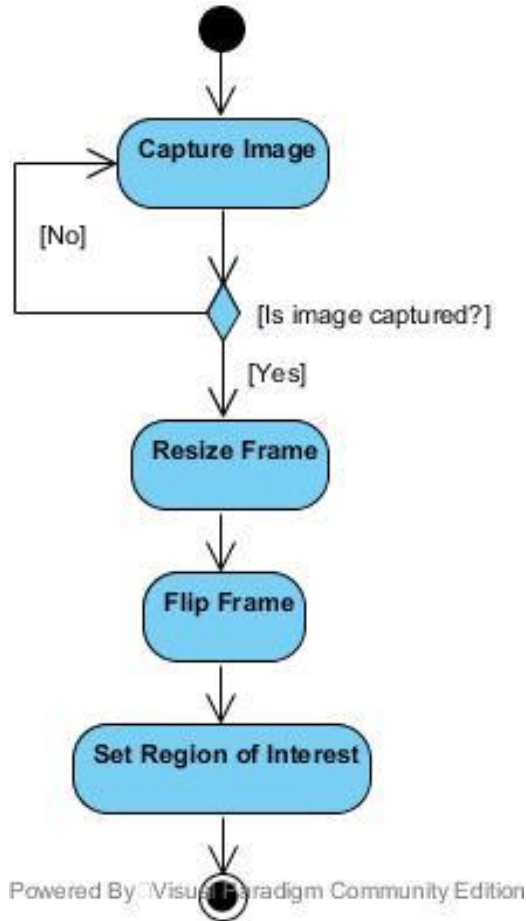 Capture Image
[No]
[Is image captured?]
[Yes]
Resize Frame
Flip Frame
Set Region of Interest
Powered By Visual Paradigm Community Edition